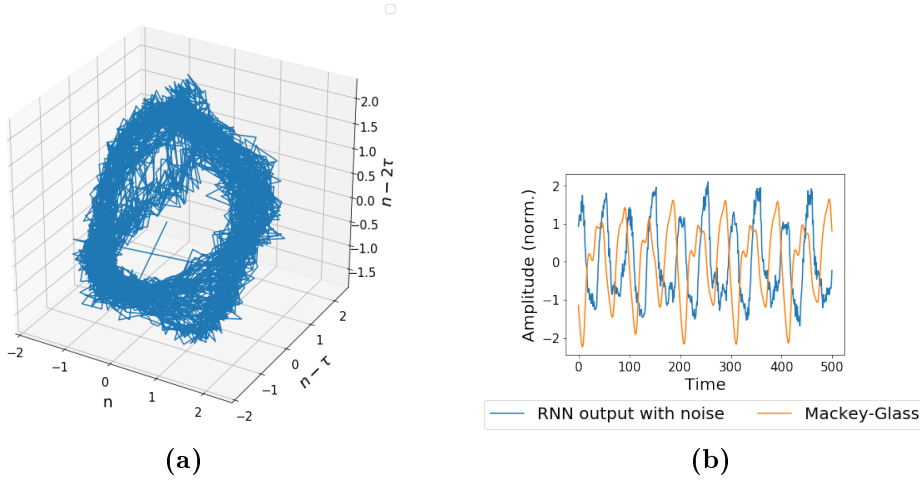 2.0
1.5
1.0
0.5
0.0
−0.5
−1.0
−1.5
n − 2τ
−2
−1
0
1
2
n
−2
−1
0
1
2
n − τ
(a)
2
1
0
−1
−2
Amplitude (norm.)
0 100 200 300 400 500
Time
RNN output with noise Mackey-Glass
(b)